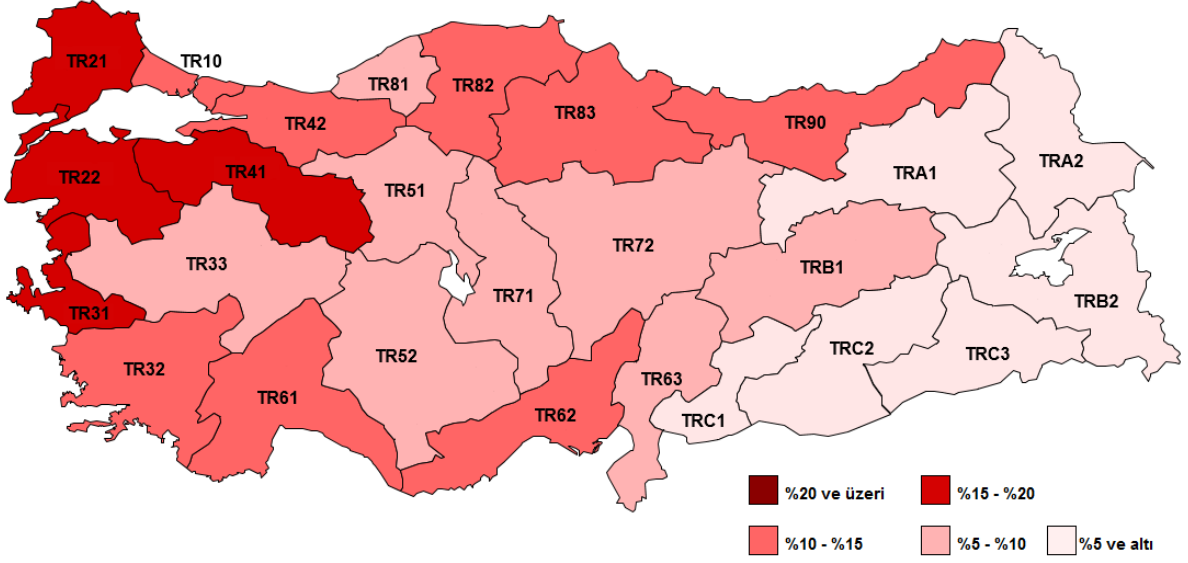 TR21
TR10
TR81
TR82
TR83
TR42
TR90
TR22
TR41
TR51
TRA1
TRA2
TR33
TR72
TRB1
TR31
TR71
TRB2
TR52
TRC2
TRC3
TR32
TR61
TR63
TR62
TRC1
%20 ve üzeri
%15 - %20
%10 - %15
%5 - %10
%5 ve altı